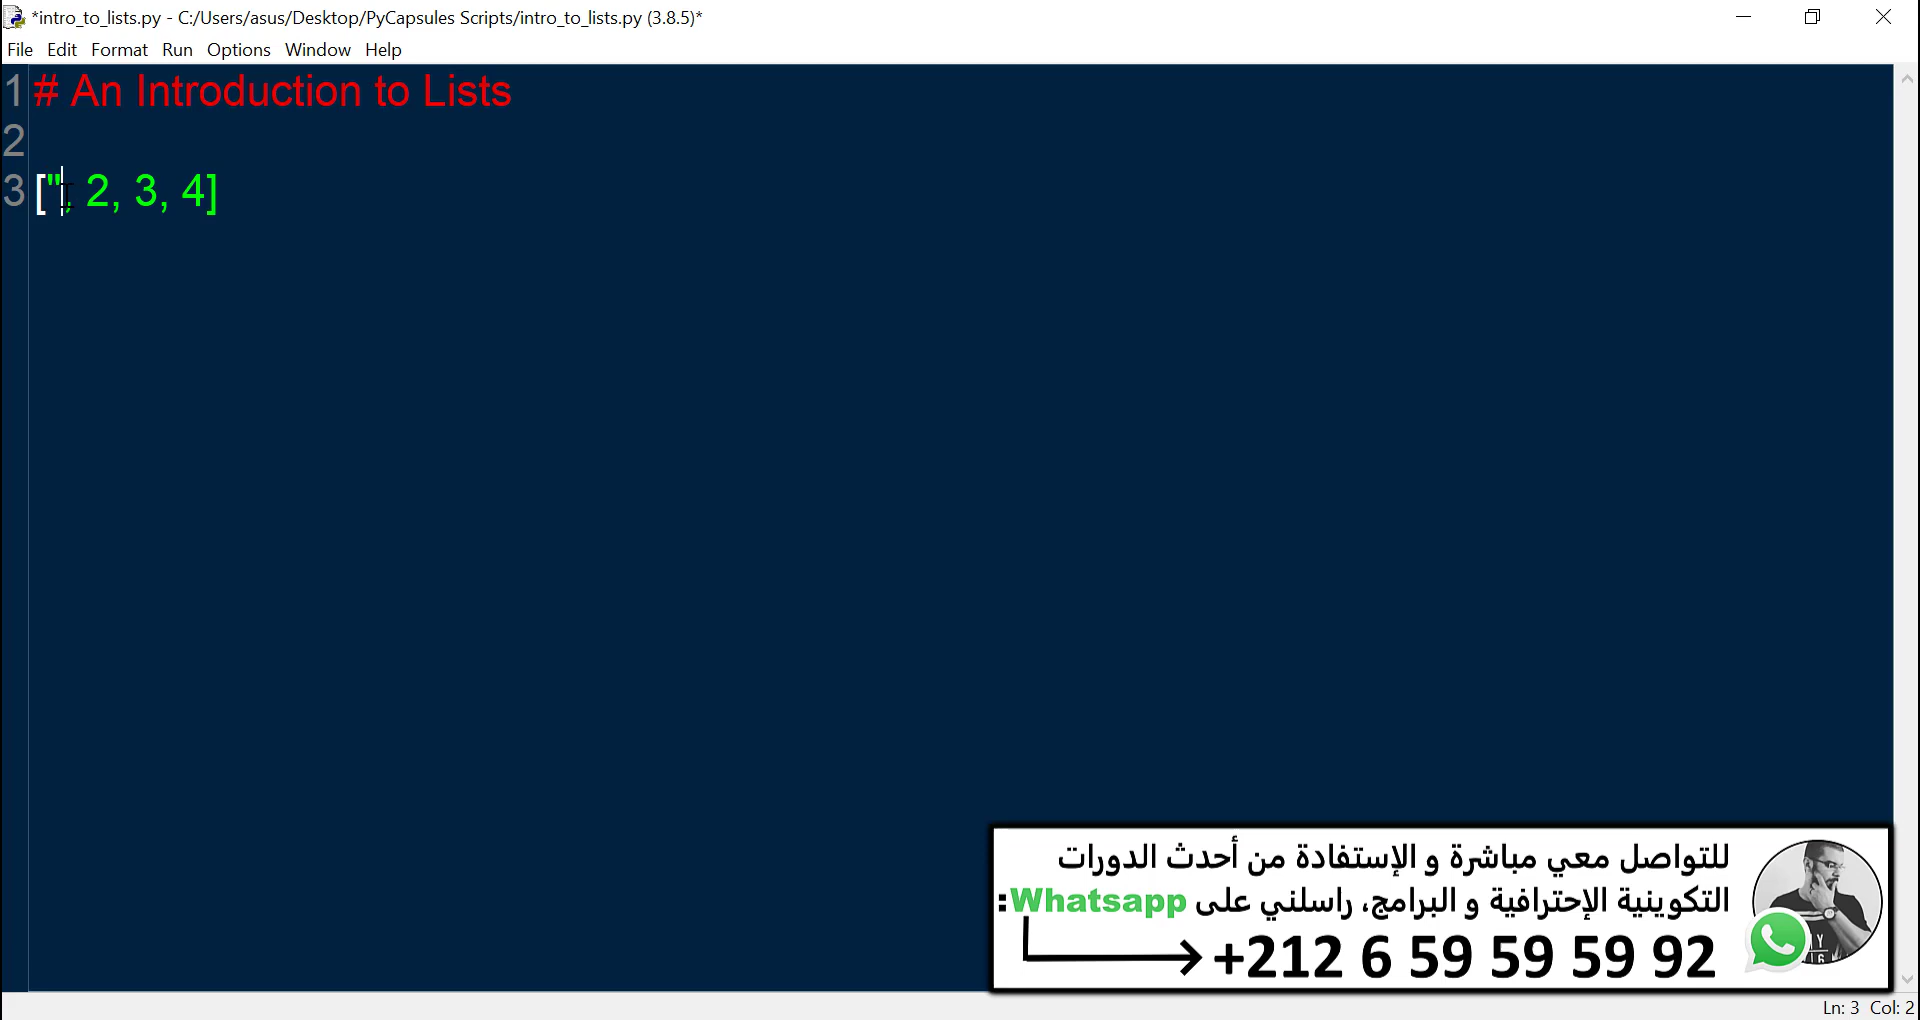 *intro_to_lists.py - C:/Users/asus/Desktop/PyCapsules Scripts/intro_to_lists.py (3.8.5)*
File Edit Format Run Options Window Help
1 # An Introduction to Lists
2
3 [", 2, 3, 4]
للتواصل معي مباشرة و الإستفادة من أحدث الدورات
التكوينية الإحترافية و البرامج، راسلني على Whatsapp:
+212 6 59 59 59 92
Ln: 3 Col: 2